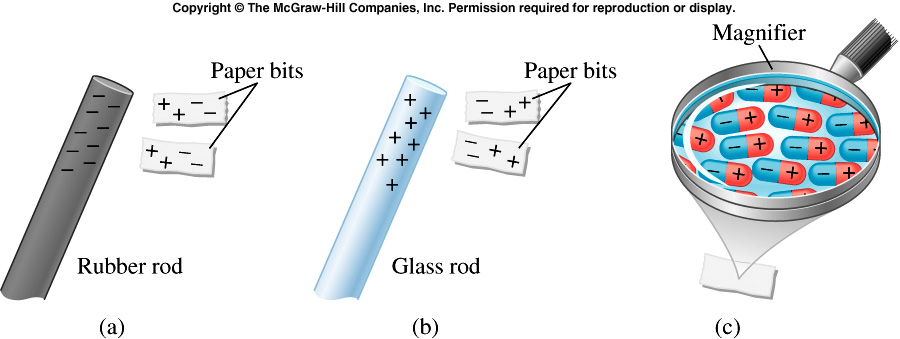 Copyright © The McGraw-Hill Companies, Inc. Permission required for reproduction or display.
Magnifier
Paper bits
Paper bits
Rubber rod
Glass rod
(a)
(b)
(c)